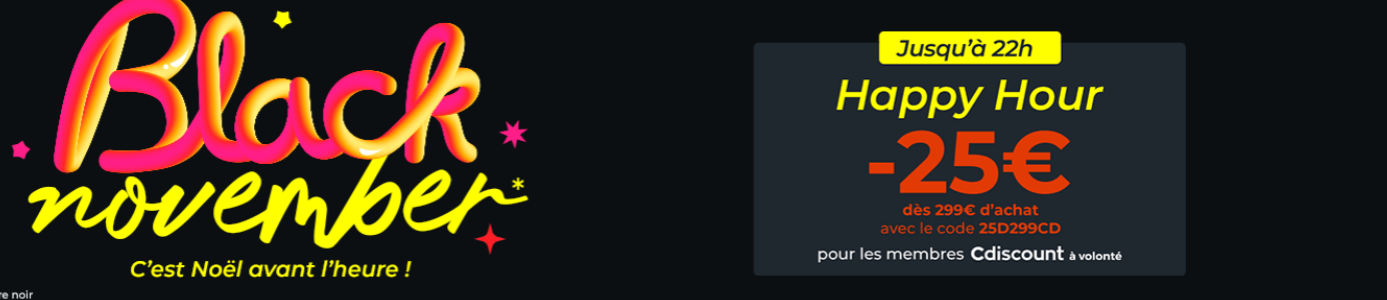 Black
november*
C'est Noël avant l'heure !
Jusqu'à 22h
Happy Hour
-25€
dès 299€ d'achat
avec le code 25D299CD
pour les membres Cdiscount à volonté
re noir